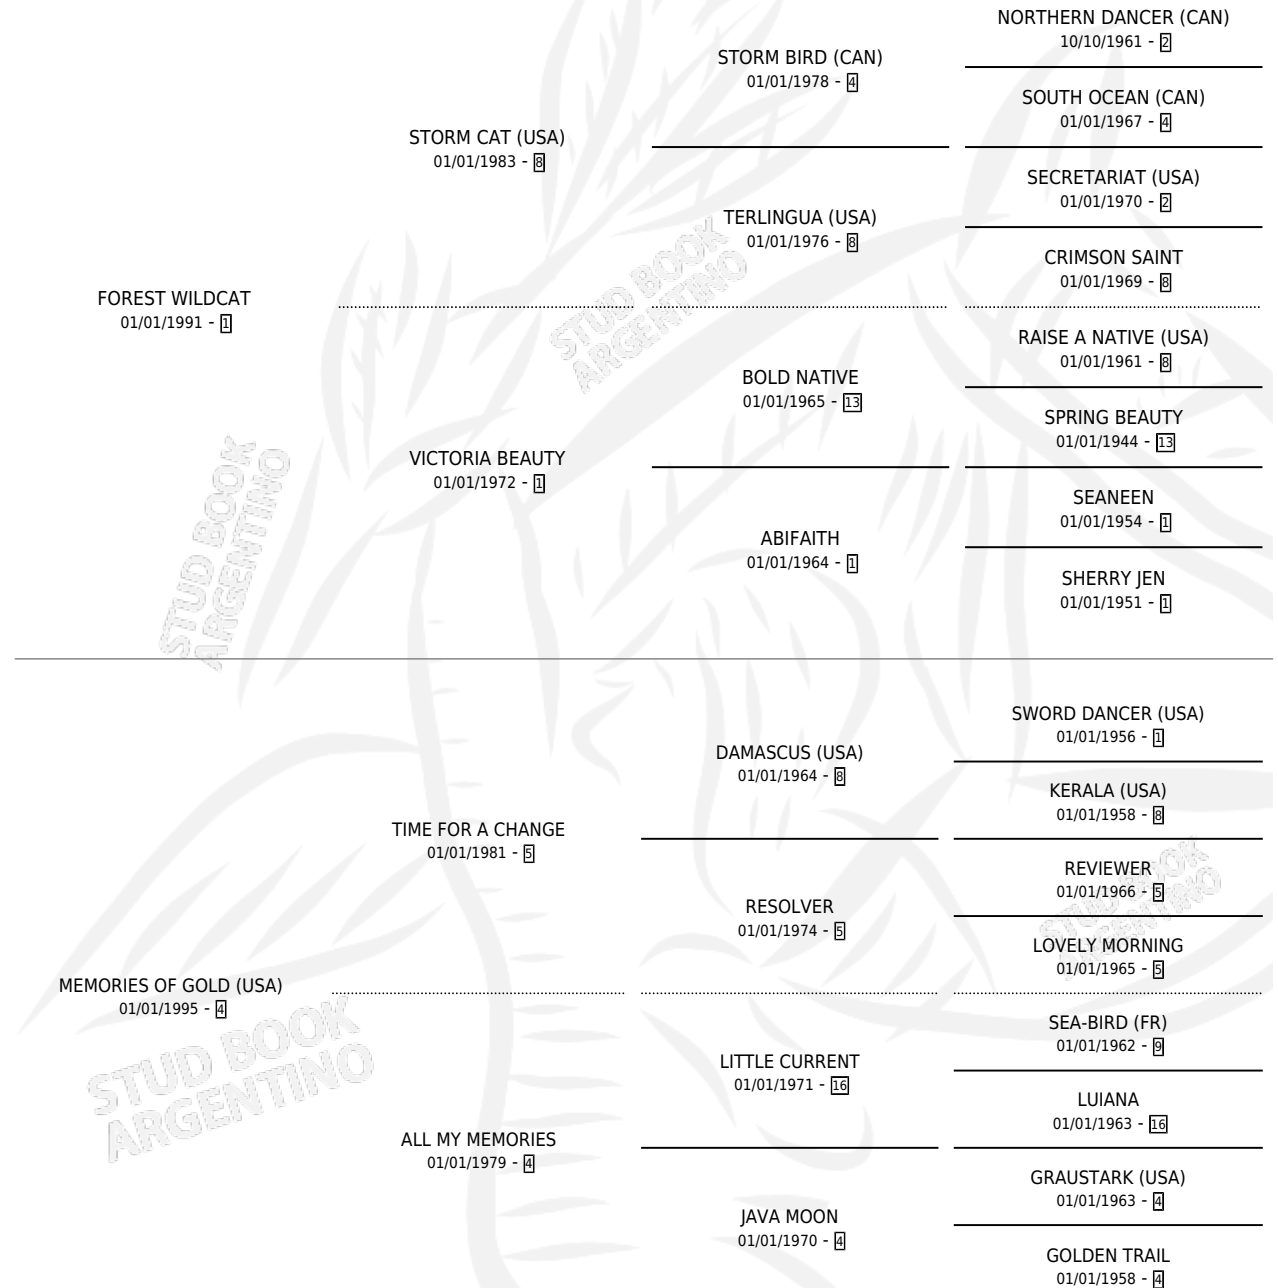 NORTHERN DANCER (CAN)
10/10/1961 - 2
STORM BIRD (CAN)
01/01/1978 - 4
SOUTH OCEAN (CAN)
01/01/1967 - 4
STORM CAT (USA)
01/01/1983 - 8
SECRETARIAT (USA)
01/01/1970 - 2
TERLINGUA (USA)
01/01/1976 - 8
CRIMSON SAINT
01/01/1969 - 8
FOREST WILDCAT
01/01/1991 - 1
STUD BOOK
ARGENTINO
RAISE A NATIVE (USA)
01/01/1961 - 8
BOLD NATIVE
01/01/1965 - 13
SPRING BEAUTY
01/01/1944 - 13
VICTORIA BEAUTY
01/01/1972 - 1
SEANEEN
01/01/1954 - 1
ABIFAITH
01/01/1964 - 1
SHERRY JEN
01/01/1951 - 1
STUD BOOK
ARGENTINO
SWORD DANCER (USA)
01/01/1956 - 1
DAMASCUS (USA)
01/01/1964 - 8
KERALA (USA)
01/01/1958 - 8
TIME FOR A CHANGE
01/01/1981 - 5
REVIEWER
01/01/1966 - 5
RESOLVER
01/01/1974 - 5
LOVELY MORNING
01/01/1965 - 5
STUD BOOK
ARGENTINO
MEMORIES OF GOLD (USA)
01/01/1995 - 4
SEA-BIRD (FR)
01/01/1962 - 9
LITTLE CURRENT
01/01/1971 - 16
LUIANA
01/01/1963 - 16
STUD BOOK
ARGENTINO
ALL MY MEMORIES
01/01/1979 - 4
GRAUSTARK (USA)
01/01/1963 - 4
JAVA MOON
01/01/1970 - 4
GOLDEN TRAIL
01/01/1958 - 4